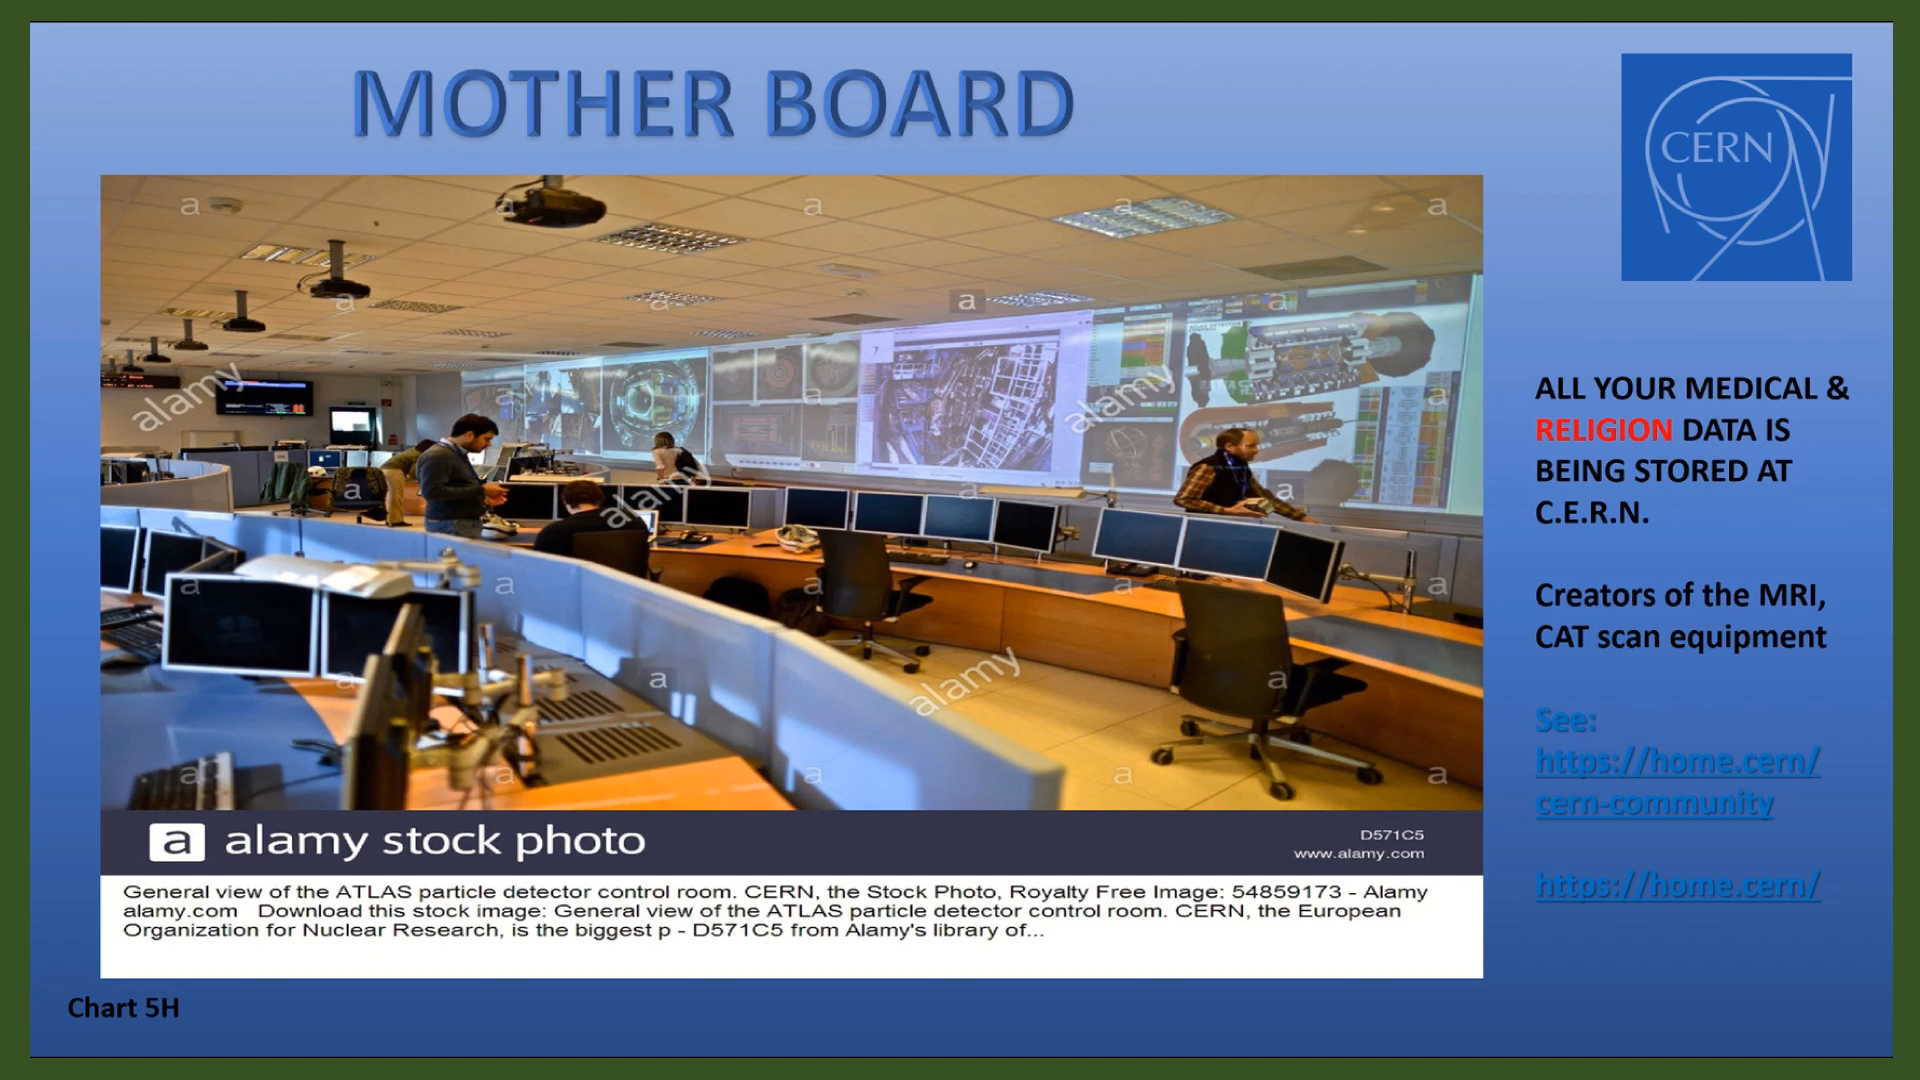 MOTHER BOARD
CERN
ALL YOUR MEDICAL &
RELIGION DATA IS
BEING STORED AT
C.E.R.N.
Creators of the MRI,
CAT scan equipment
See:
https://home.cern/
cern-community
https://home.cern/
alamy
alamy
alamy
alamy
a alamy stock photo
D571C5
www.alamy.com
General view of the ATLAS particle detector control room. CERN, the Stock Photo, Royalty Free Image: 54859173 - Alamy
alamy.com Download this stock image: General view of the ATLAS particle detector control room. CERN, the European
Organization for Nuclear Research, is the biggest p - D571C5 from Alamy's library of...
Chart 5H